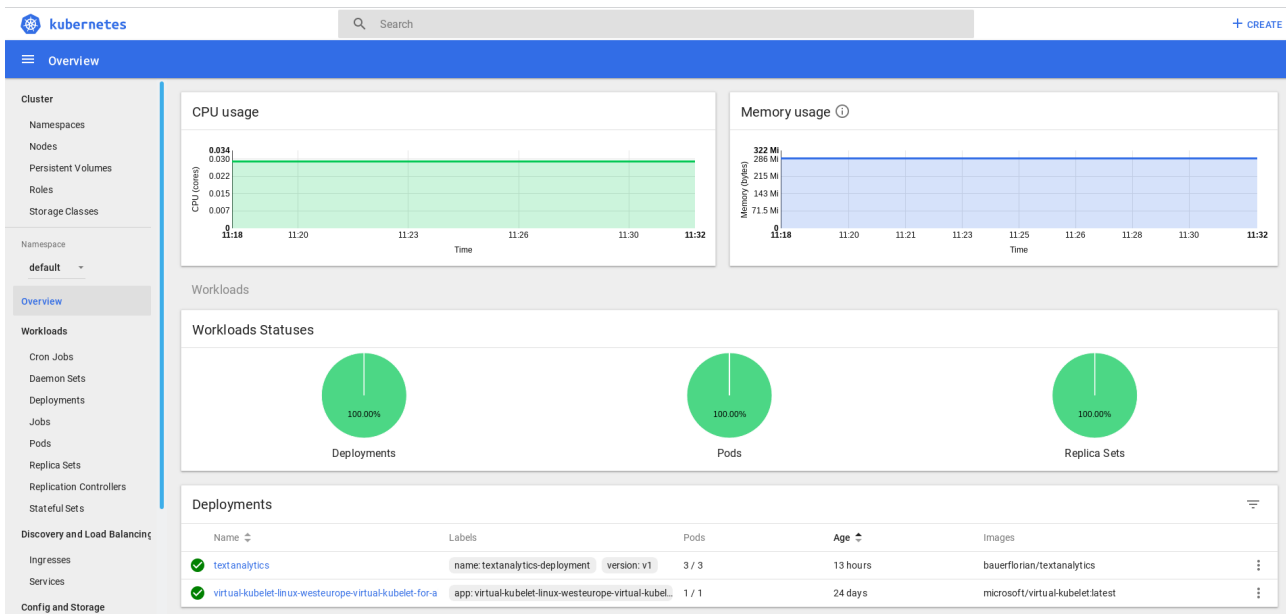 kubernetes
Search
+ CREATE
Overview
Cluster
Namespaces
Nodes
Persistent Volumes
Roles
Storage Classes
Namespace
default
Overview
Workloads
Cron Jobs
Daemon Sets
Deployments
Jobs
Pods
Replica Sets
Replication Controllers
Stateful Sets
Discovery and Load Balancing
Ingresses
Services
Config and Storage
CPU usage
CPU (cores)
0.034
0.030
0.022
0.015
0.007
0
11:18 11:20 11:23 11:26 11:30 11:32
Time
Memory usage
Memory (bytes)
322 Mi
286 Mi
215 Mi
143 Mi
71.5 Mi
0
11:18 11:20 11:21 11:23 11:25 11:26 11:28 11:30 11:32
Time
Workloads
Workloads Statuses
100.00% 100.00% 100.00%
Deployments Pods Replica Sets
Deployments
Name Labels Pods Age Images
textanalytics name: textanalytics-deployment version: v1 3 / 3 13 hours bauerflorian/textanalytics
virtual-kubelet-linux-westeurope-virtual-kubelet-for-a app: virtual-kubelet-linux-westeurope-virtual-kubel... 1 / 1 24 days microsoft/virtual-kubelet:latest